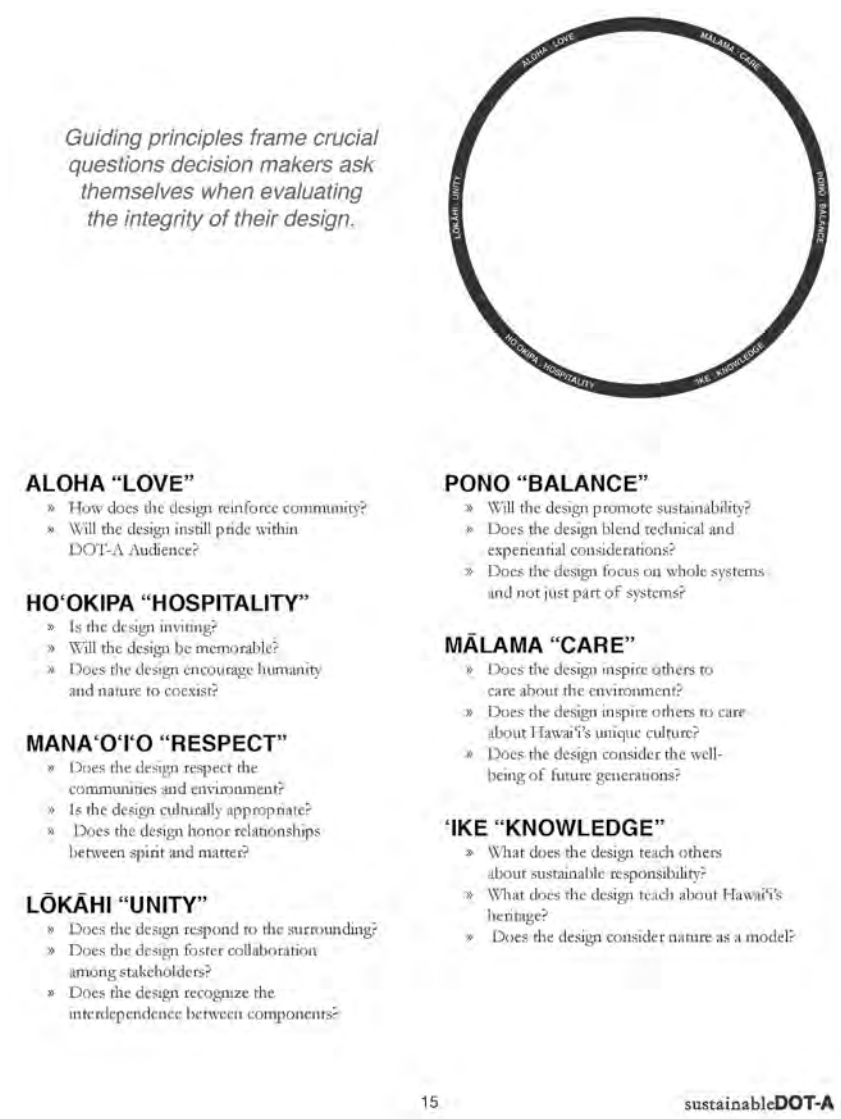 Guiding principles frame crucial
questions decision makers ask
themselves when evaluating
the integrity of their design.
ALOHA : LOVE
MĀLAMA : CARE
PONO : BALANCE
'IKE : KNOWLEDGE
HO'OKIPA : HOSPITALITY
LŌKĀHI : UNITY
ALOHA “LOVE”
» How does the design reinforce community?
» Will the design instill pride within
DOT-A Audience?
HO‘OKIPA “HOSPITALITY”
» Is the design inviting?
» Will the design be memorable?
» Does the design encourage humanity
and nature to coexist?
MANA‘O‘I‘O “RESPECT”
» Does the design respect the
communities and environment?
» Is the design culturally appropriate?
» Does the design honor relationships
between spirit and matter?
LŌKĀHI “UNITY”
» Does the design respond to the surrounding?
» Does the design foster collaboration
among stakeholders?
» Does the design recognize the
interdependence between components?
PONO “BALANCE”
» Will the design promote sustainability?
» Does the design blend technical and
experiential considerations?
» Does the design focus on whole systems
and not just part of systems?
MĀLAMA “CARE”
» Does the design inspire others to
care about the environment?
» Does the design inspire others to care
about Hawai‘i’s unique culture?
» Does the design consider the well-
being of future generations?
‘IKE “KNOWLEDGE”
» What does the design teach others
about sustainable responsibility?
» What does the design teach about Hawai‘i’s
heritage?
» Does the design consider nature as a model?
15
sustainableDOT-A